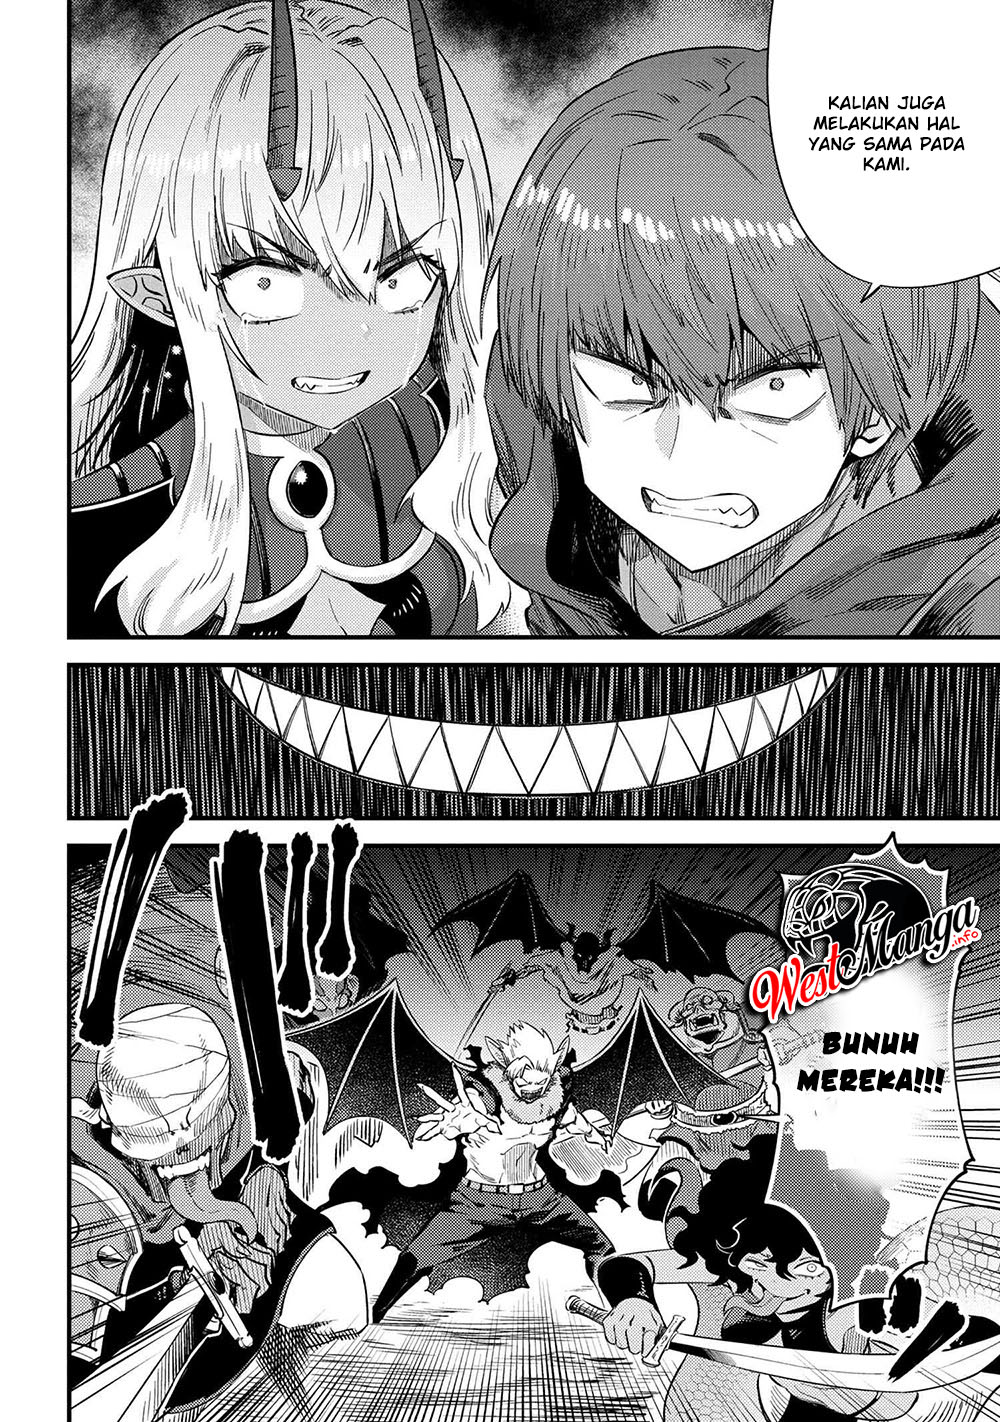 KALIAN JUGA
MELAKUKAN HAL
YANG SAMA PADA
KAMI.
WestManga
.info
BUNUH
MEREKA!!!